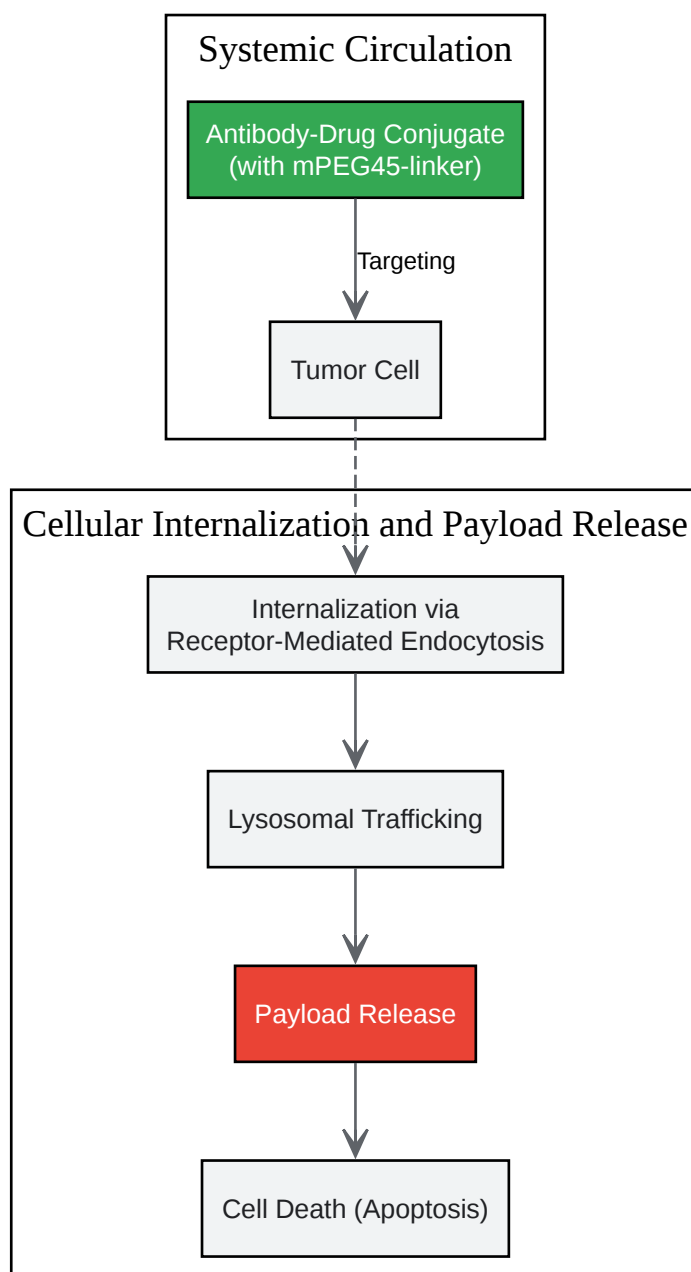 Systemic Circulation
Antibody-Drug Conjugate
(with mPEG45-linker)
Targeting
Tumor Cell
Cellular Internalization and Payload Release
Internalization via
Receptor-Mediated Endocytosis
Lysosomal Trafficking
Payload Release
Cell Death (Apoptosis)